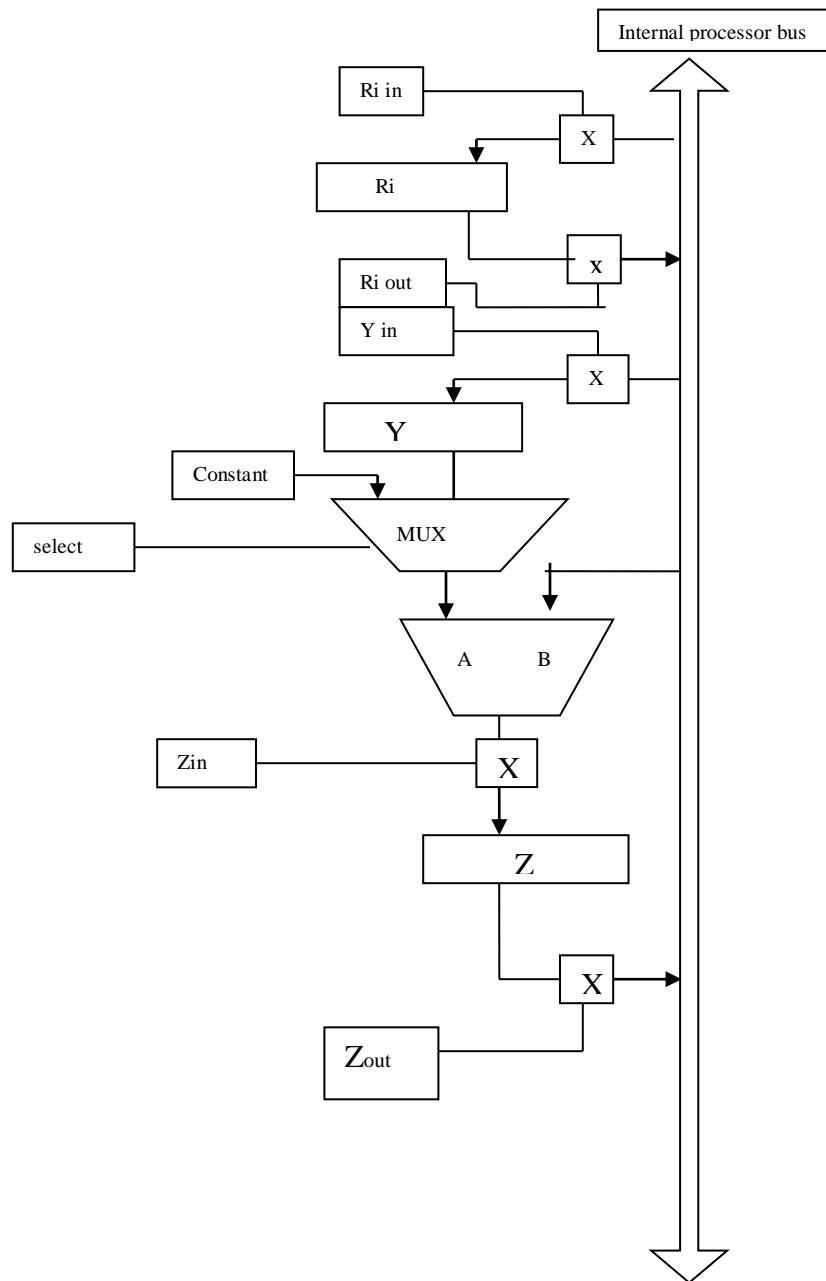 Internal processor bus
Ri in
X
Ri
x
Ri out
Y in
X
Y
Constant
MUX
select
A B
Zin
X
Z
X
Zout